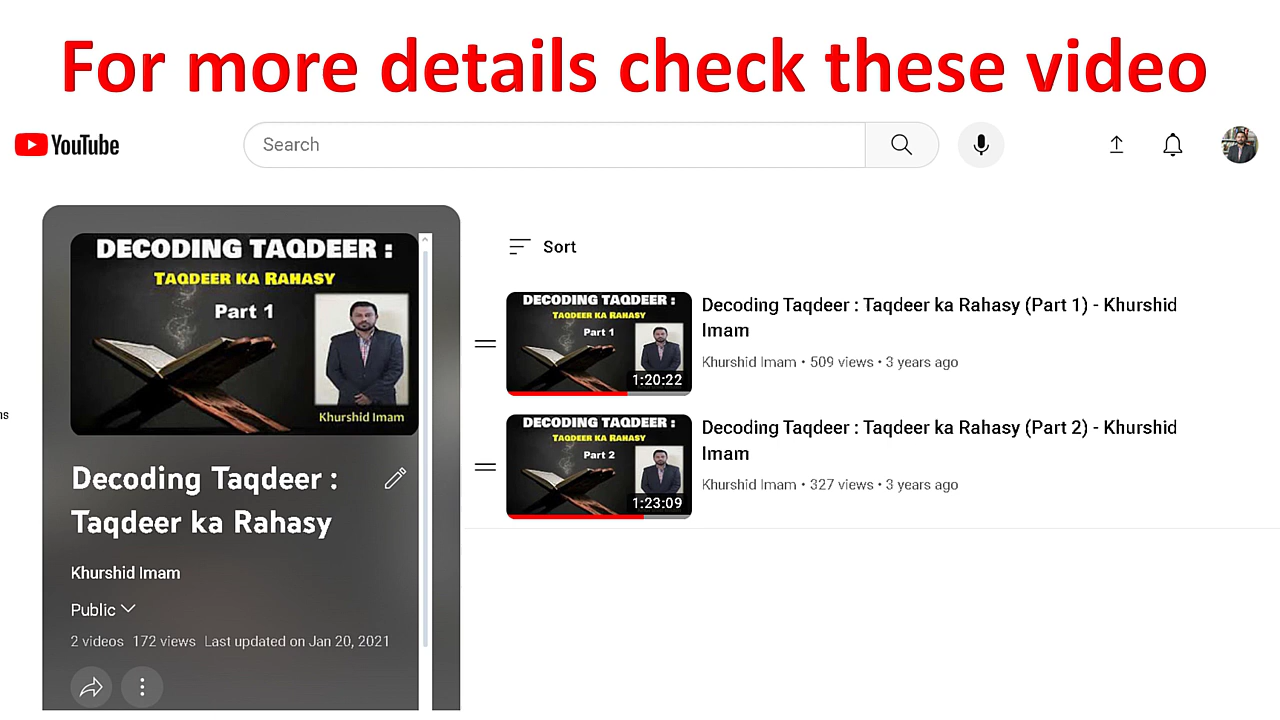 For more details check these video
YouTube
Search
DECODING TAQDEER :
TAQDEER KA RAHASY
Part 1
Khurshid Imam
Decoding Taqdeer :
Taqdeer ka Rahasy
Khurshid Imam
Public
2 videos 172 views Last updated on Jan 20, 2021
ns
Sort
DECODING TAQDEER :
TAQDEER KA RAHASY
Part 1
1:20:22
Decoding Taqdeer : Taqdeer ka Rahasy (Part 1) - Khurshid
Imam
Khurshid Imam • 509 views • 3 years ago
DECODING TAQDEER :
TAQDEER KA RAHASY
Part 2
1:23:09
Decoding Taqdeer : Taqdeer ka Rahasy (Part 2) - Khurshid
Imam
Khurshid Imam • 327 views • 3 years ago